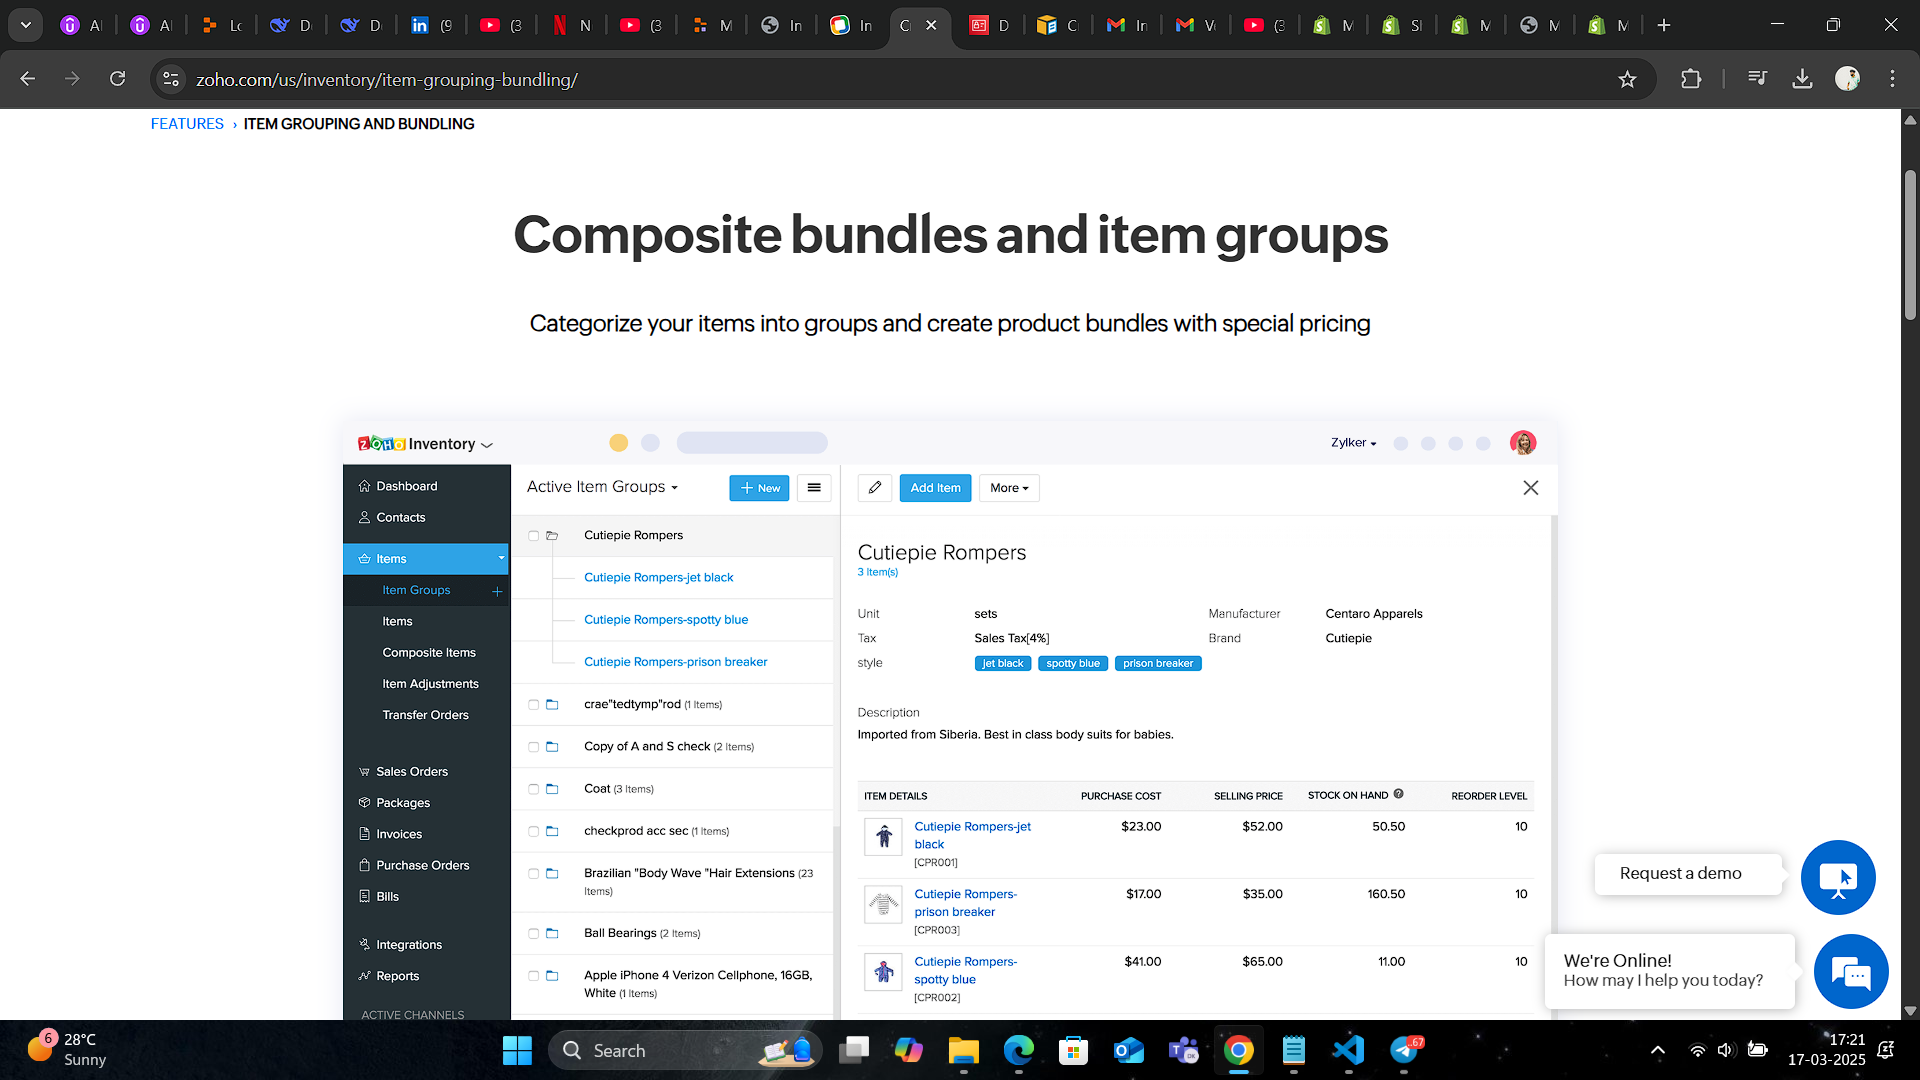 (3
N
(3
M
In
In
D
(3
M
M
M
M
zoho.com/us/inventory/item-grouping-bundling/
FEATURES › ITEM GROUPING AND BUNDLING
Composite bundles and item groups
Categorize your items into groups and create product bundles with special pricing
ZOHO Inventory
Zylker
Dashboard
Contacts
Items
Item Groups +
Items
Composite Items
Item Adjustments
Transfer Orders
Sales Orders
Packages
Invoices
Purchase Orders
Bills
Integrations
Reports
ACTIVE CHANNELS
Active Item Groups
+ New
Cutiepie Rompers
Cutiepie Rompers-jet black
Cutiepie Rompers-spotty blue
Cutiepie Rompers-prison breaker
crae"tedtymp"rod (1 Items)
Copy of A and S check (2 Items)
Coat (3 Items)
checkprod acc sec (1 Items)
Brazilian "Body Wave "Hair Extensions (23
Items)
Ball Bearings (2 Items)
Apple iPhone 4 Verizon Cellphone, 16GB,
White (1 Items)
Add Item
More
Cutiepie Rompers
3 Item(s)
Unit sets Manufacturer Centaro Apparels
Tax Sales Tax[4%] Brand Cutiepie
style jet black spotty blue prison breaker
Description
Imported from Siberia. Best in class body suits for babies.
ITEM DETAILS PURCHASE COST SELLING PRICE STOCK ON HAND ? REORDER LEVEL
Cutiepie Rompers-jet $23.00 $52.00 50.50 10
black
[CPR001]
Cutiepie Rompers- $17.00 $35.00 160.50 10
prison breaker
[CPR003]
Cutiepie Rompers- $41.00 $65.00 11.00 10
spotty blue
[CPR002]
Request a demo
We're Online!
How may I help you today?
6
28°C
Sunny
Search
67
17:21
17-03-2025